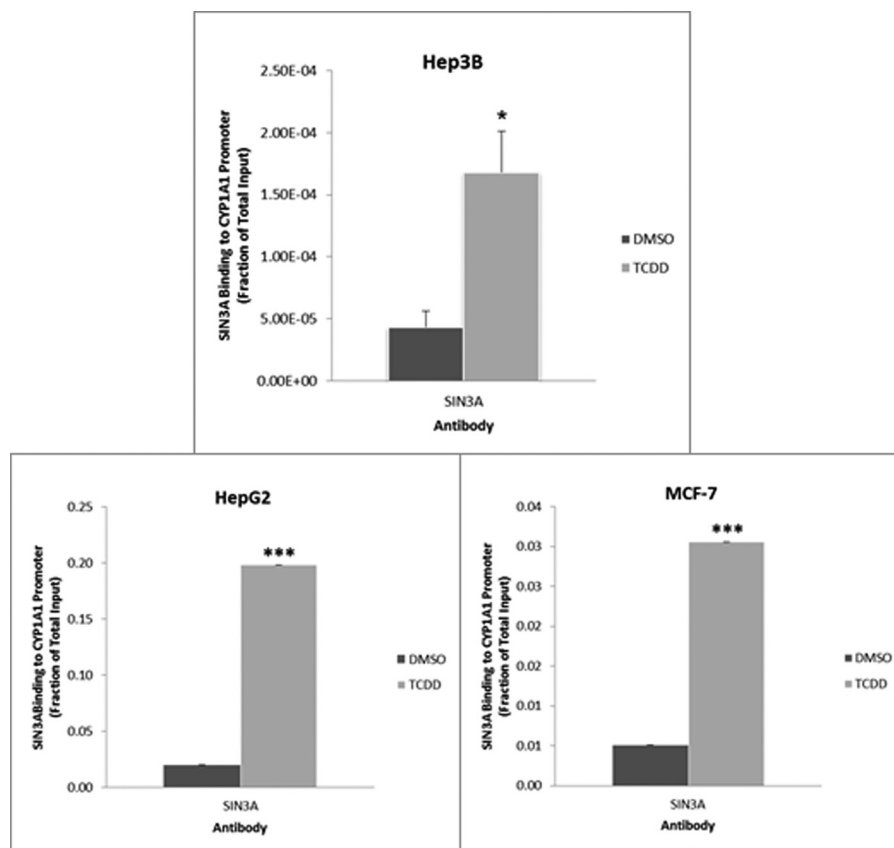 Hep3B
SIN3A Binding to CYP1A1 Promoter
(Fraction of Total Input)
2.50E-04
2.00E-04
1.50E-04
1.00E-04
5.00E-05
0.00E+00
*
DMSO
TCDD
SIN3A
Antibody
HepG2
SIN3ABinding to CYP1A1 Promoter
(Fraction of Total Input)
0.25
0.20
0.15
0.10
0.05
0.00
***
DMSO
TCDD
SIN3A
Antibody
MCF-7
SIN3A Binding to CYP1A1 Promoter
(Fraction of Total Input)
0.04
0.03
0.03
0.02
0.02
0.01
0.01
0.00
***
DMSO
TCDD
SIN3A
Antibody